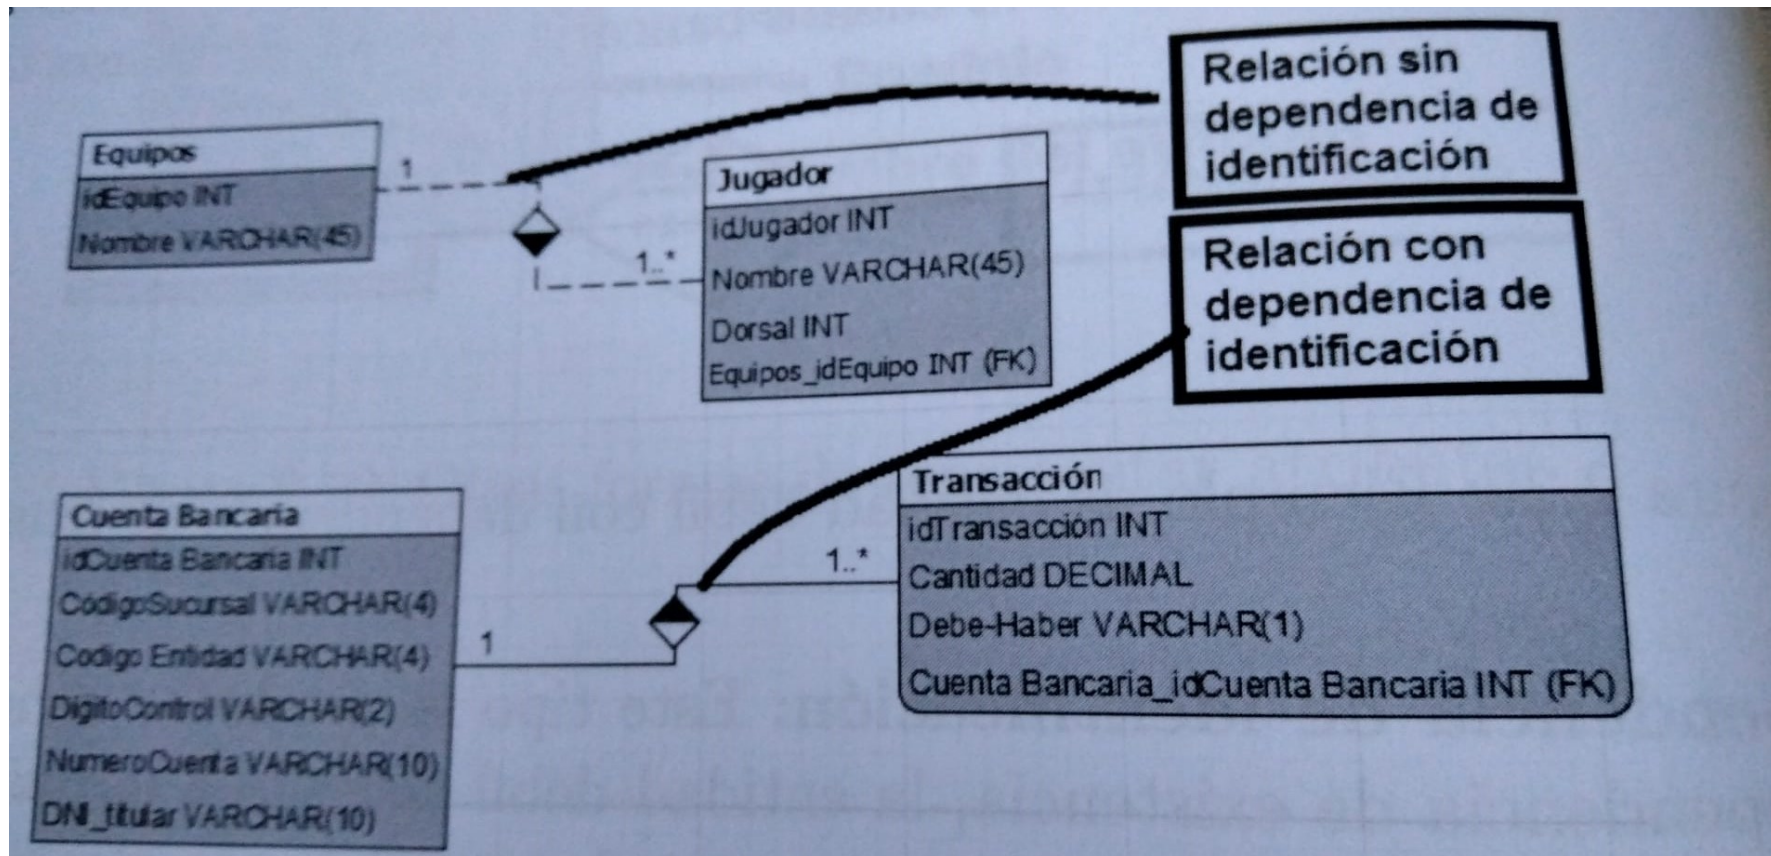 Relación sin
dependencia de
identificación
Equipos
idEquipo INT
Nombre VARCHAR(45)
1
1..*
Jugador
idJugador INT
Nombre VARCHAR(45)
Dorsal INT
Equipos_idEquipo INT (FK)
Relación con
dependencia de
identificación
Cuenta Bancaria
idCuenta Bancaria INT
CódigoSucursal VARCHAR(4)
Codigo Entidad VARCHAR(4)
DigitoControl VARCHAR(2)
NumeroCuenta VARCHAR(10)
DNI_titular VARCHAR(10)
1
1..*
Transacción
idTransacción INT
Cantidad DECIMAL
Debe-Haber VARCHAR(1)
Cuenta Bancaria_idCuenta Bancaria INT (FK)